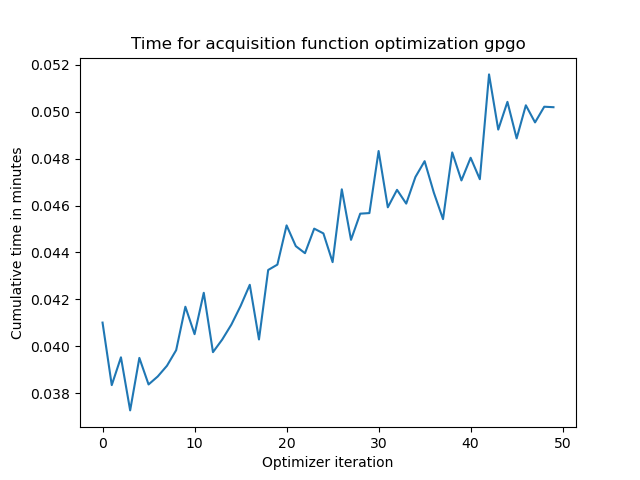 Time for acquisition function optimization gpgo
0.052
0.050
0.048
0.046
0.044
0.042
0.040
0.038
Cumulative time in minutes
0 10 20 30 40 50
Optimizer iteration